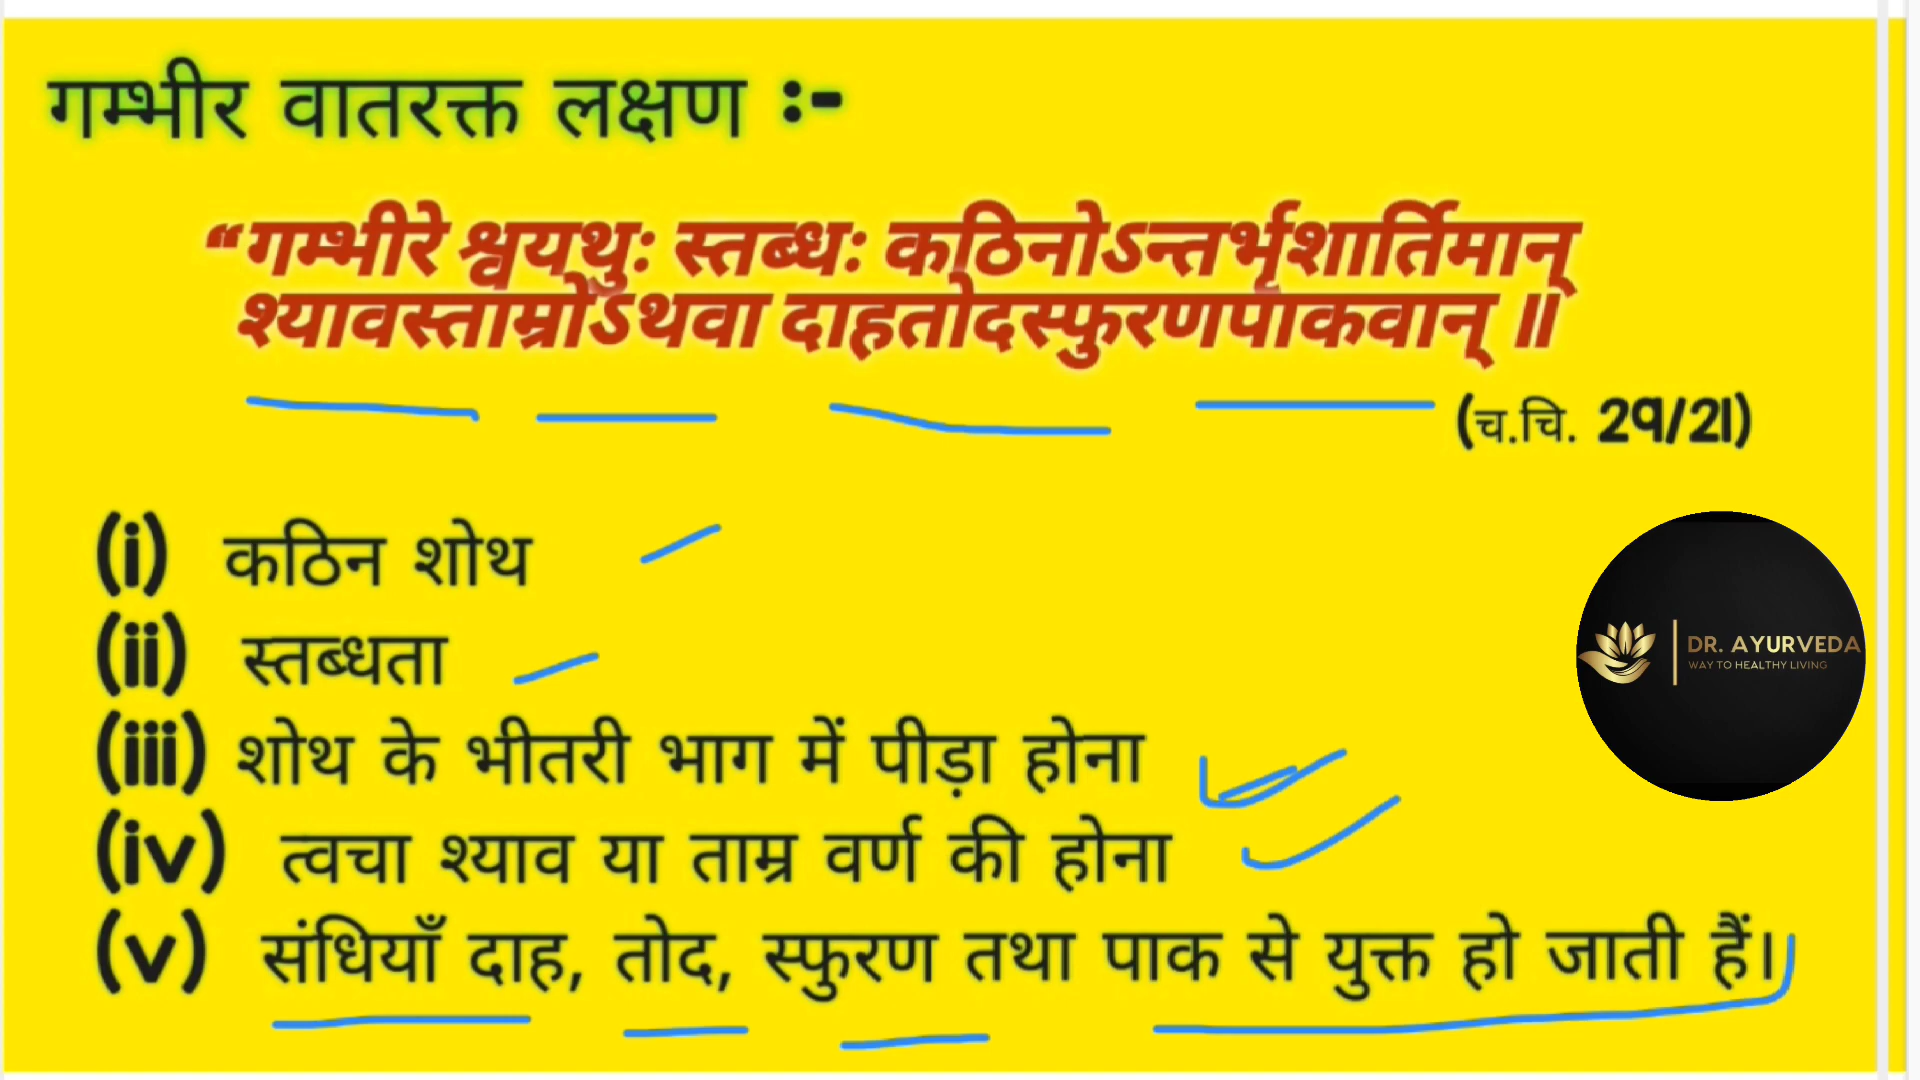 गम्भीर वातरक्त लक्षण :-
“गम्भीरे श्वयथुः स्तब्धः कठिनोऽन्तर्भृशार्तिमान्
श्यावस्ताम्रोऽथवा दाहतोदस्फुरणपाकवान् ॥
(च.चि. 29/21)
(i) कठिन शोथ
(ii) स्तब्धता
(iii) शोथ के भीतरी भाग में पीड़ा होना
(iv) त्वचा श्याव या ताम्र वर्ण की होना
(v) संधियाँ दाह, तोद, स्फुरण तथा पाक से युक्त हो जाती हैं।
DR. AYURVEDA
WAY TO HEALTHY LIVING